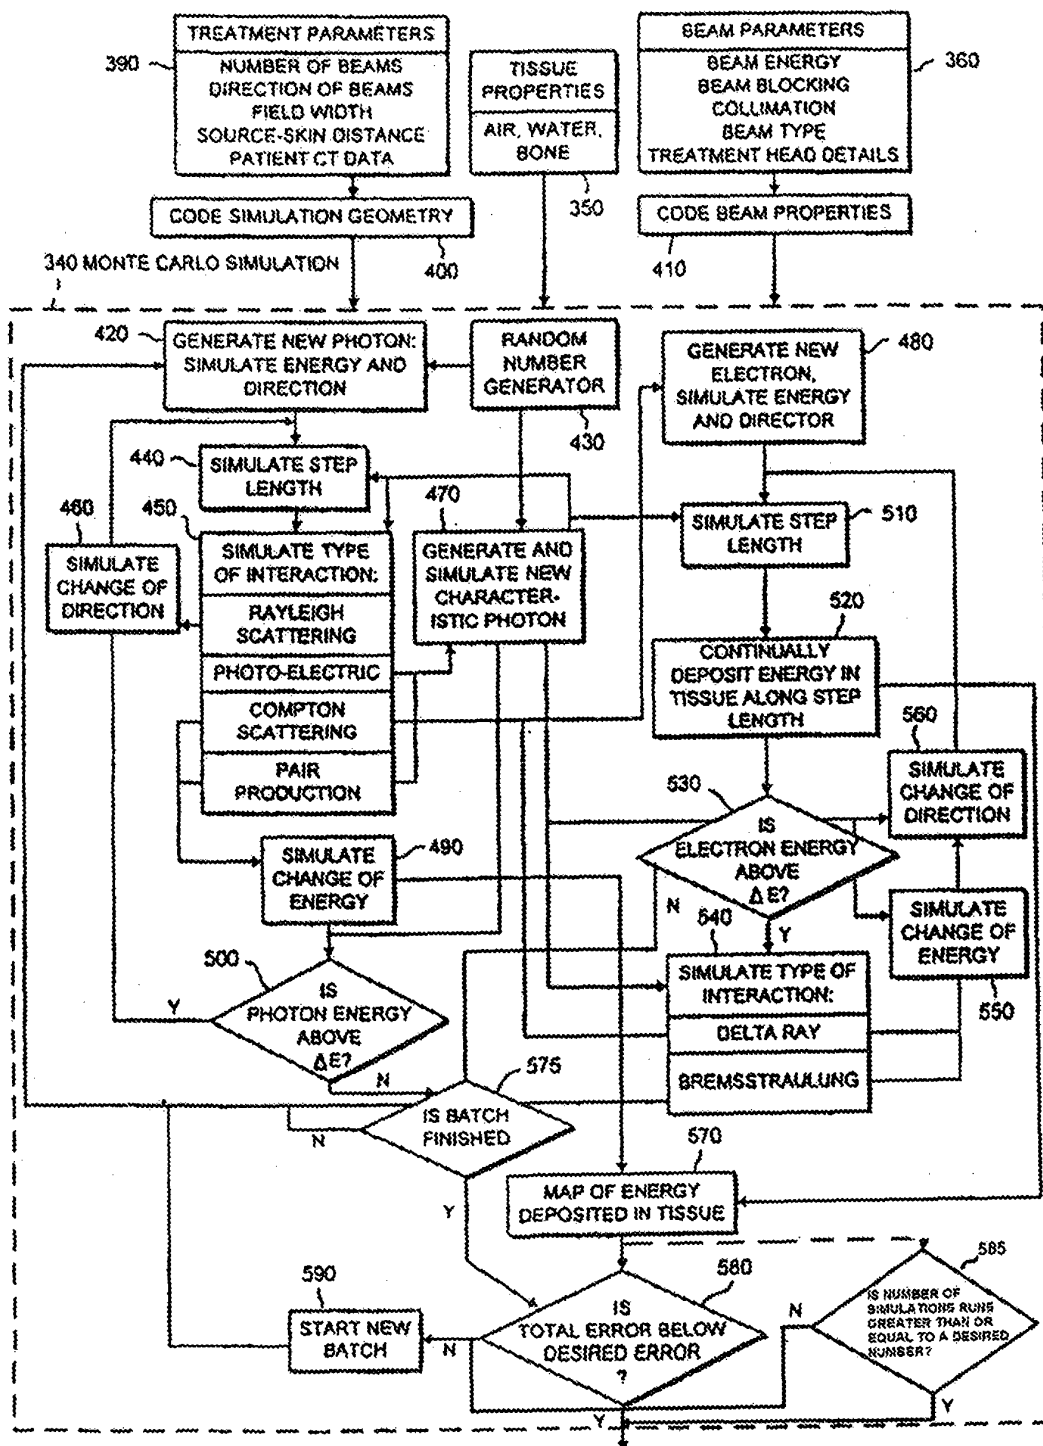 TREATMENT PARAMETERS
390
NUMBER OF BEAMS
DIRECTION OF BEAMS
FIELD WIDTH
SOURCE-SKIN DISTANCE
PATIENT CT DATA
TISSUE
PROPERTIES
AIR, WATER,
BONE
350
BEAM PARAMETERS
360
BEAM ENERGY
BEAM BLOCKING
COLLIMATION
BEAM TYPE
TREATMENT HEAD DETAILS
CODE SIMULATION GEOMETRY
400
CODE BEAM PROPERTIES
410
340 MONTE CARLO SIMULATION
420
GENERATE NEW PHOTON:
SIMULATE ENERGY AND
DIRECTION
RANDOM
NUMBER
GENERATOR
430
480
GENERATE NEW
ELECTRON,
SIMULATE ENERGY
AND DIRECTOR
440
SIMULATE STEP
LENGTH
460
SIMULATE
CHANGE OF
DIRECTION
450
SIMULATE TYPE
OF INTERACTION:
RAYLEIGH
SCATTERING
PHOTO-ELECTRIC
COMPTON
SCATTERING
PAIR
PRODUCTION
470
GENERATE AND
SIMULATE NEW
CHARACTER-
ISTIC PHOTON
SIMULATE STEP
LENGTH
510
520
CONTINUALLY
DEPOSIT ENERGY IN
TISSUE ALONG STEP
LENGTH
560
SIMULATE
CHANGE OF
DIRECTION
530
IS
ELECTRON ENERGY
ABOVE
ΔE?
N
Y
SIMULATE
CHANGE OF
ENERGY
490
SIMULATE
CHANGE OF
ENERGY
550
540
SIMULATE TYPE OF
INTERACTION:
DELTA RAY
BREMSSTRAULUNG
500
IS
PHOTON ENERGY
ABOVE
ΔE?
Y
N
575
IS BATCH
FINISHED
N
Y
570
MAP OF ENERGY
DEPOSITED IN TISSUE
590
START NEW
BATCH
580
IS
TOTAL ERROR BELOW
DESIRED ERROR
?
N
Y
585
IS NUMBER OF
SIMULATIONS RUNS
GREATER THAN OR
EQUAL TO A DESIRED
NUMBER?
N
Y